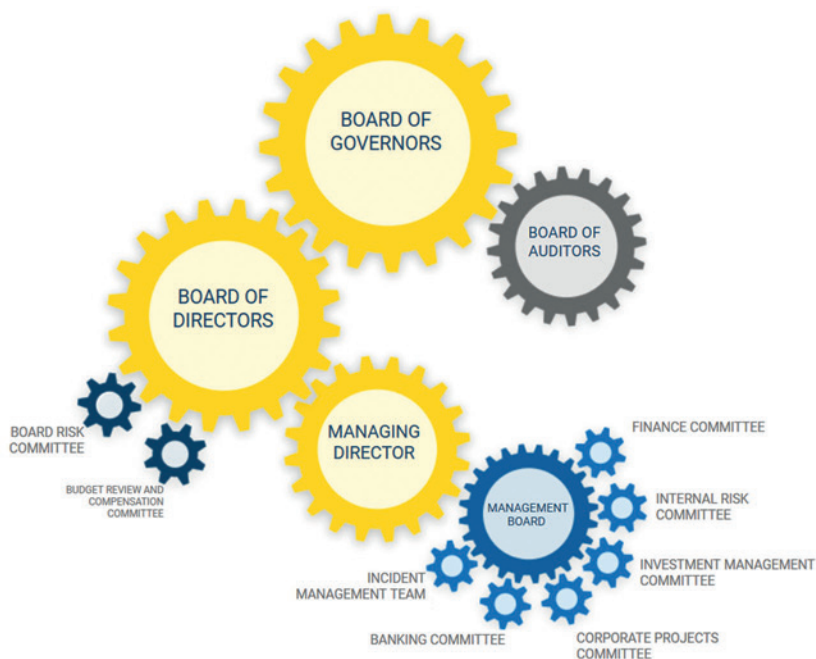 BOARD OF
GOVERNORS
BOARD OF
AUDITORS
BOARD OF
DIRECTORS
BOARD RISK
COMMITTEE
BUDGET REVIEW AND
COMPENSATION
COMMITTEE
MANAGING
DIRECTOR
MANAGEMENT
BOARD
FINANCE COMMITTEE
INTERNAL RISK
COMMITTEE
INVESTMENT MANAGEMENT
COMMITTEE
CORPORATE PROJECTS
COMMITTEE
BANKING COMMITTEE
INCIDENT
MANAGEMENT TEAM